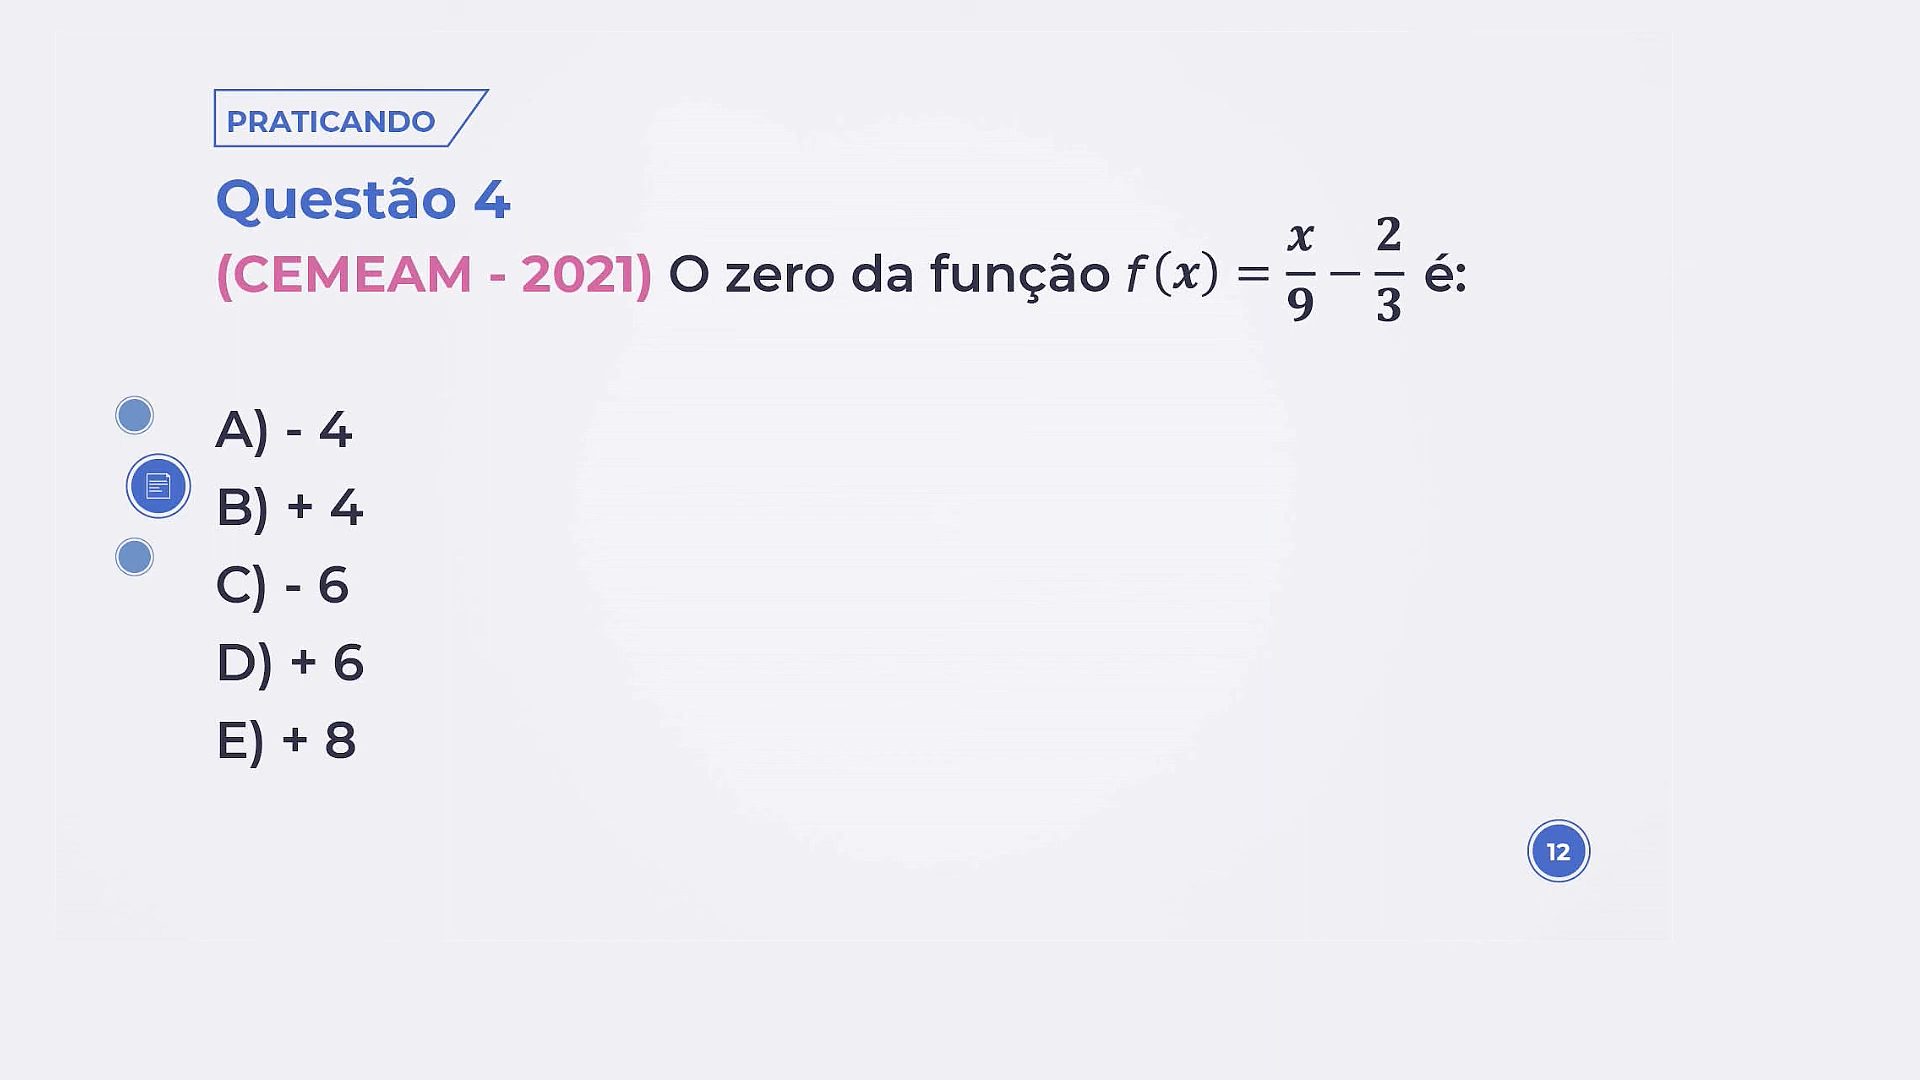 PRATICANDO
Questão 4
(CEMEAM - 2021) O zero da função f(x) = x/9 − 2/3 é:
A) - 4
B) + 4
C) - 6
D) + 6
E) + 8
12